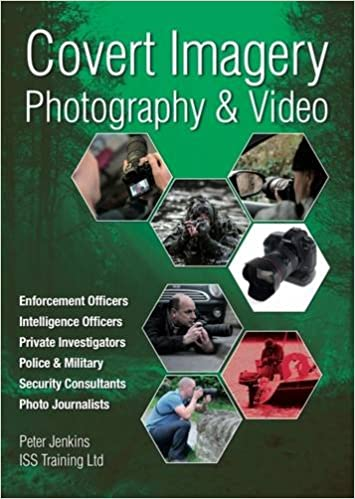 Covert Imagery
Photography & Video
Enforcement Officers
Intelligence Officers
Private Investigators
Police & Military
Security Consultants
Photo Journalists
Peter Jenkins
ISS Training Ltd